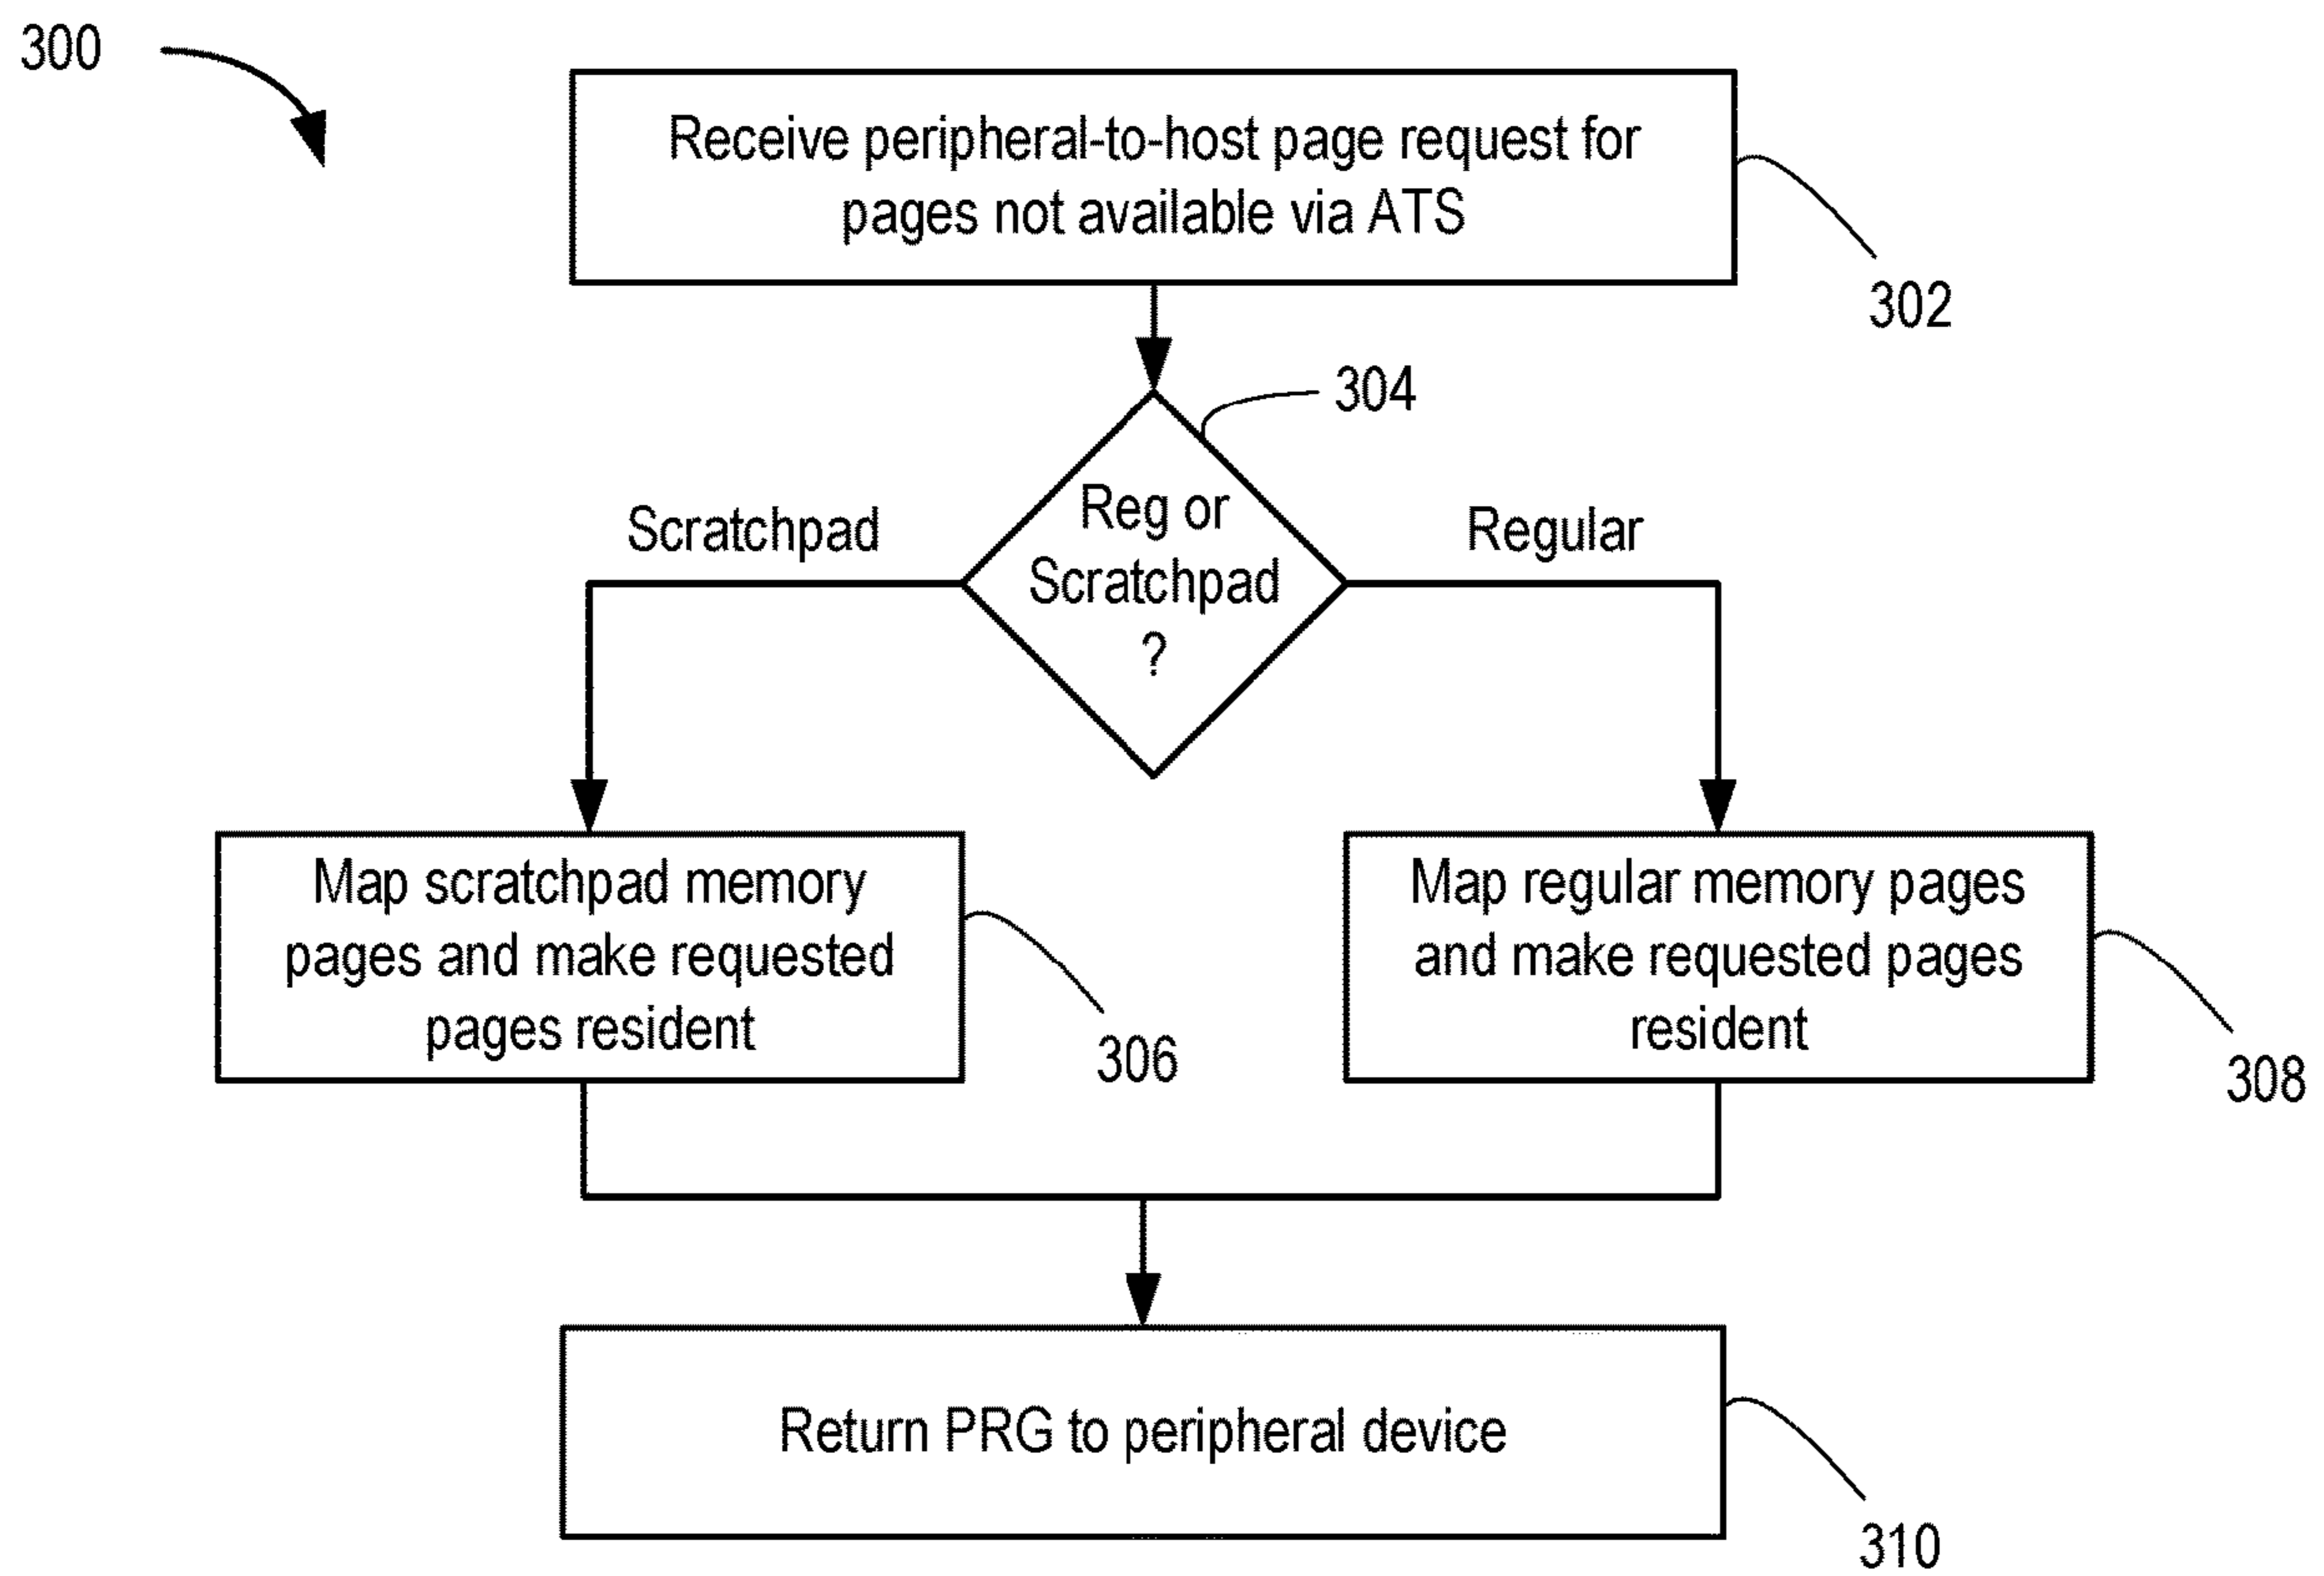 300
Receive peripheral-to-host page request for
pages not available via ATS
302
304
Reg or
Scratchpad
?
Scratchpad
Regular
Map scratchpad memory
pages and make requested
pages resident
306
Map regular memory pages
and make requested pages
resident
308
Return PRG to peripheral device
310